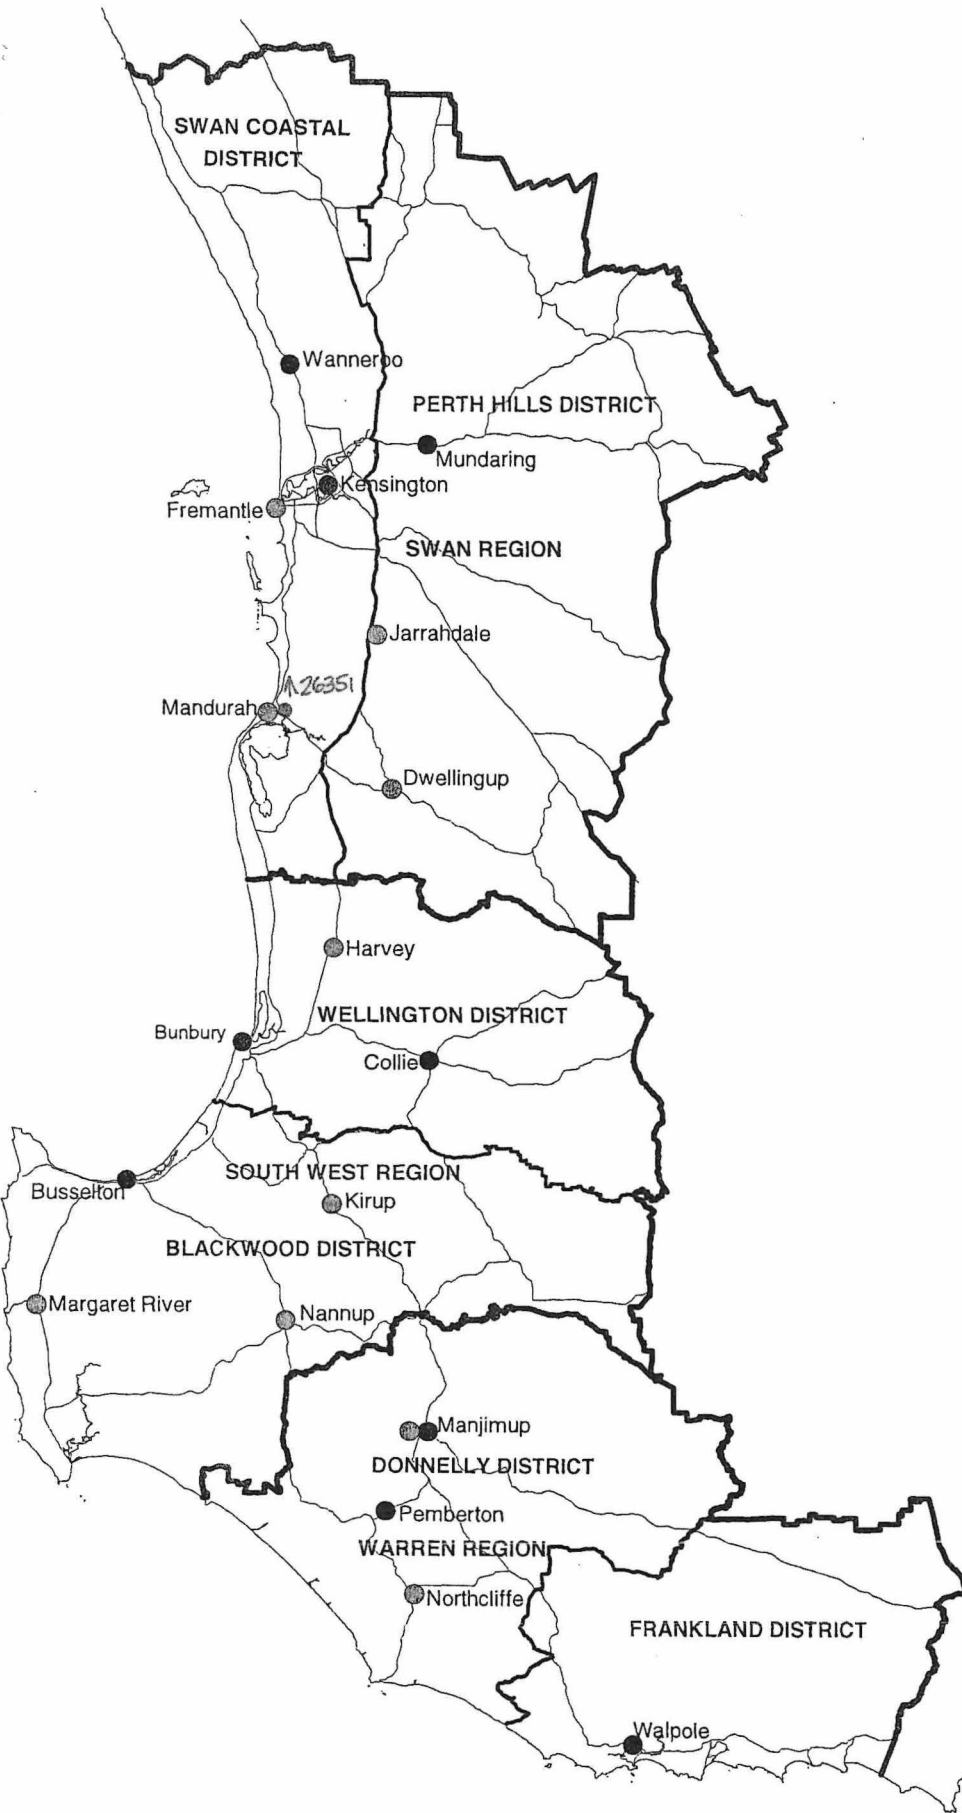 SWAN COASTAL
DISTRICT
Wanneroo
PERTH HILLS DISTRICT
Mundaring
Kensington
Fremantle
SWAN REGION
Jarrahdale
↑26351
Mandurah
Dwellingup
Harvey
WELLINGTON DISTRICT
Bunbury
Collie
SOUTH WEST REGION
Busselton
Kirup
BLACKWOOD DISTRICT
Margaret River
Nannup
Manjimup
DONNELLY DISTRICT
Pemberton
WARREN REGION
Northcliffe
FRANKLAND DISTRICT
Walpole